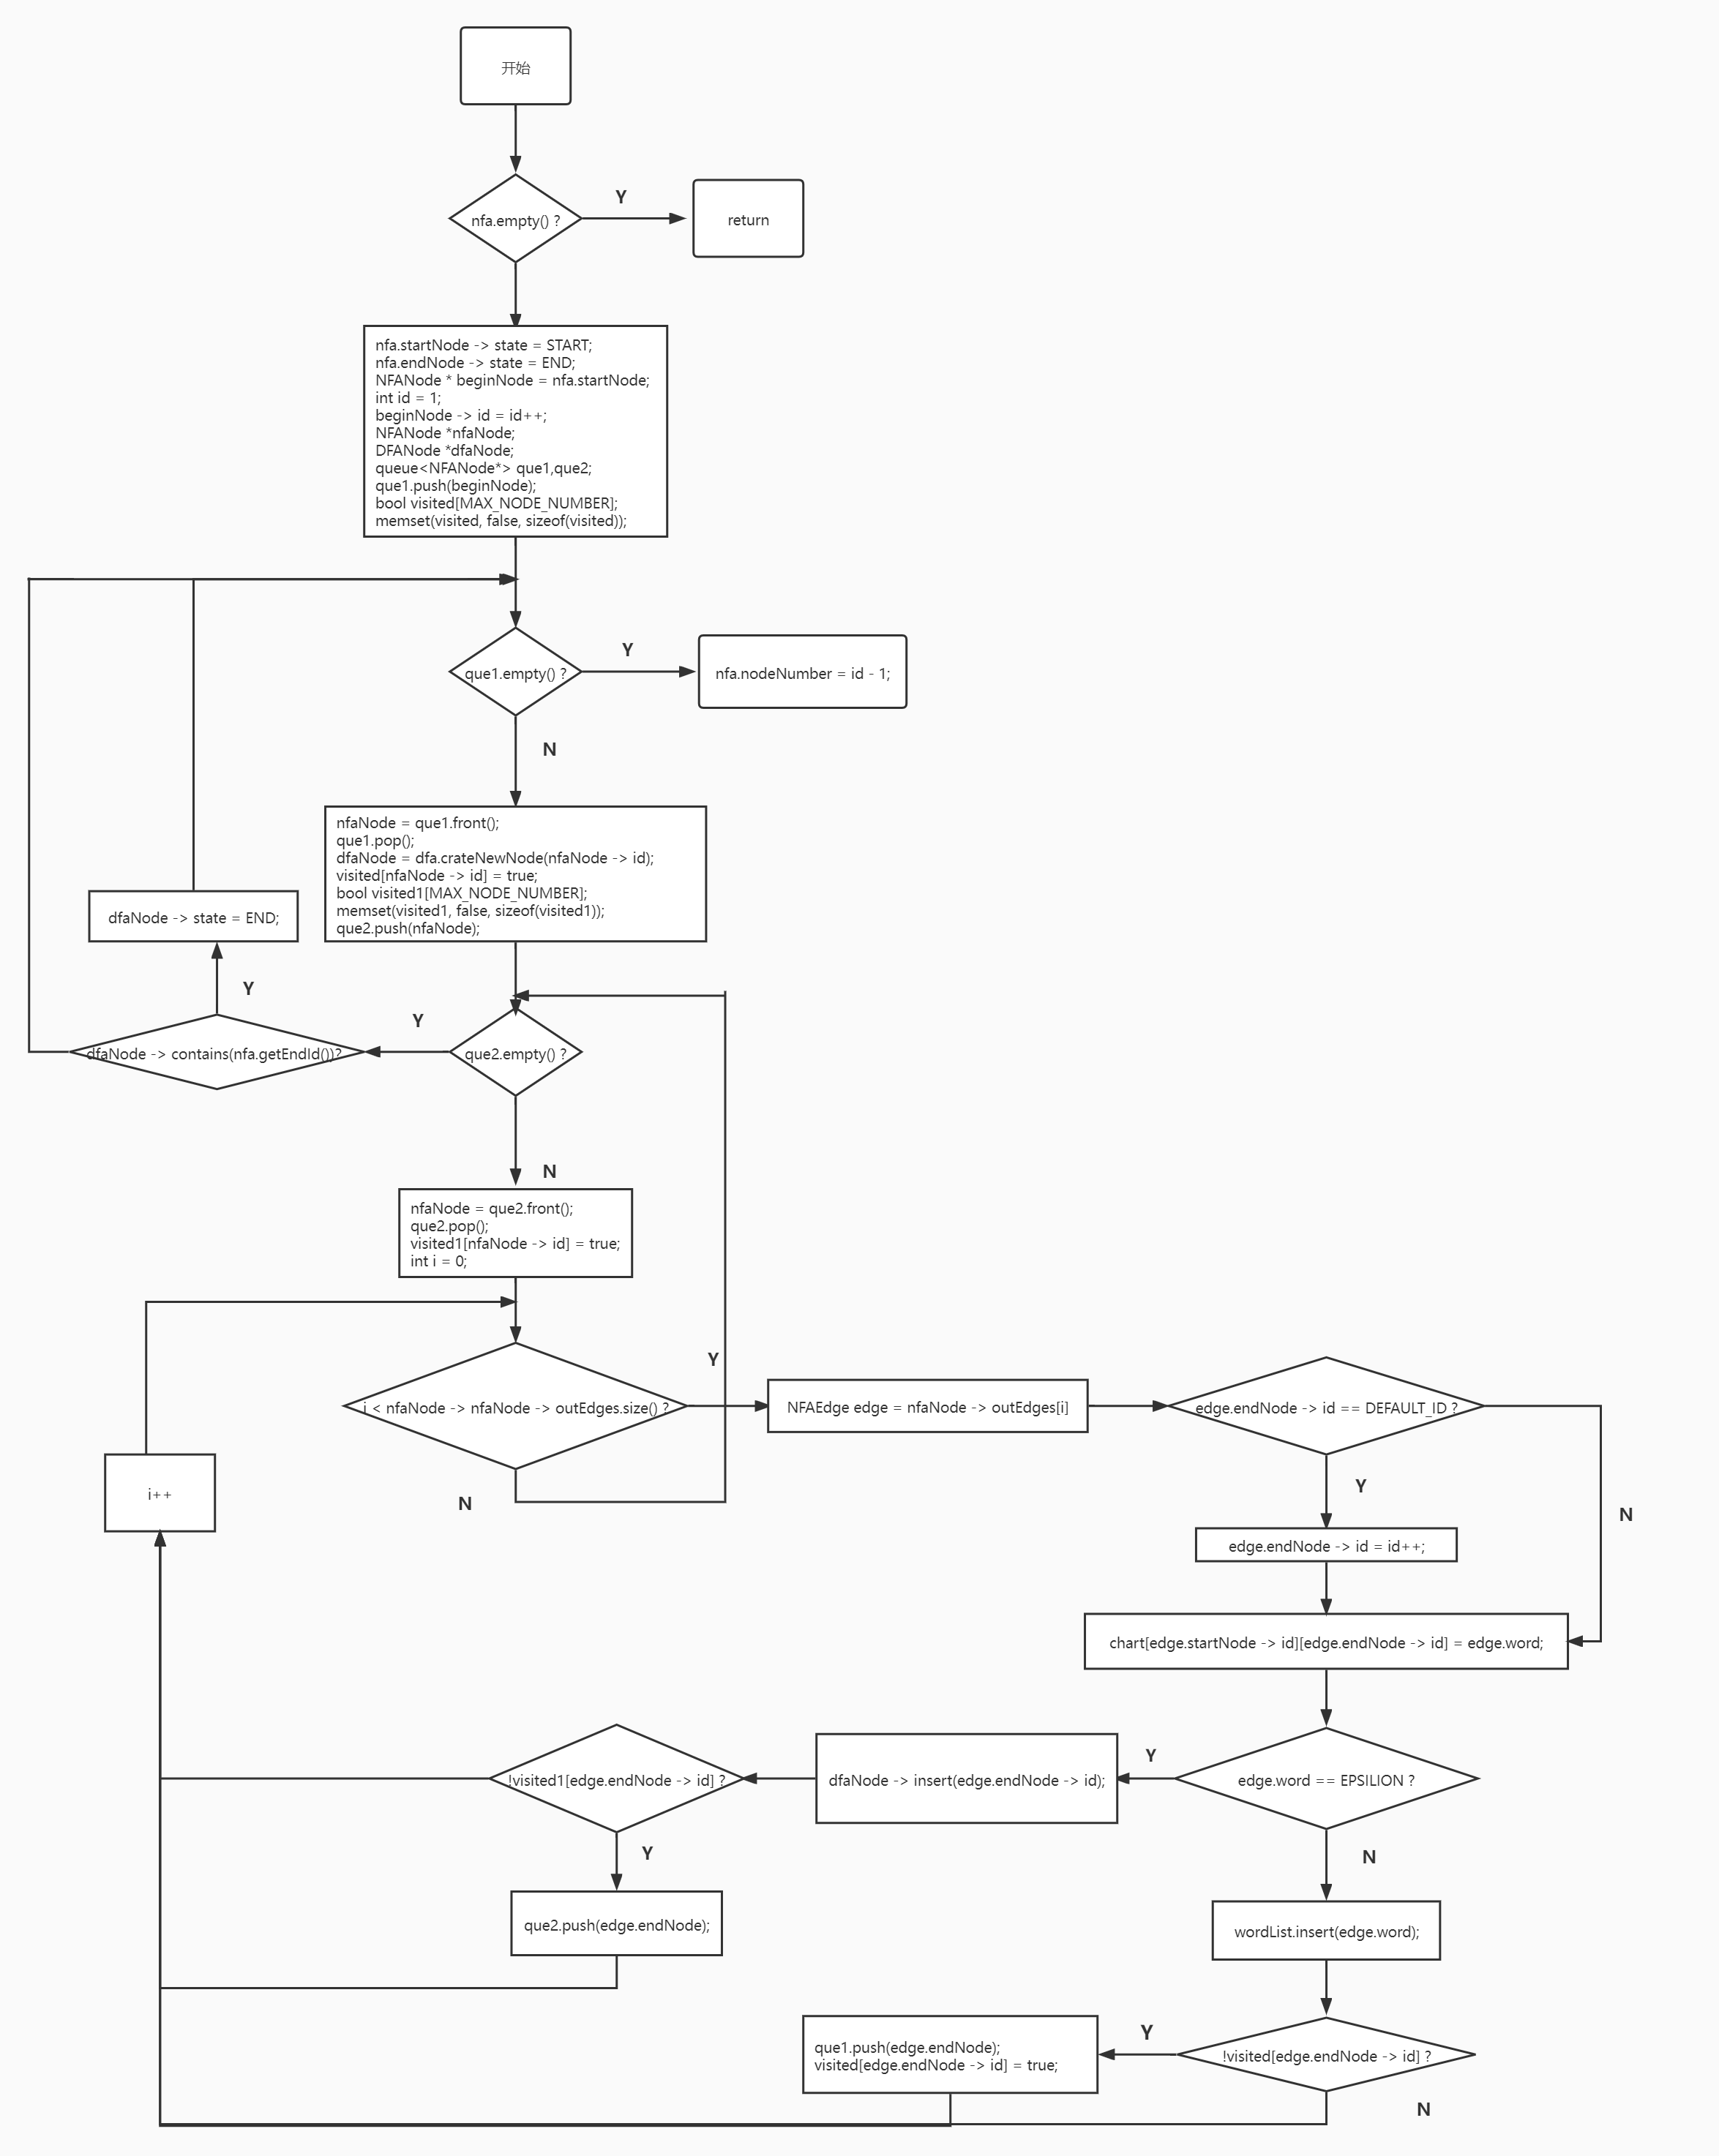 开始
nfa.empty() ?
Y
return
nfa.startNode -> state = START;
nfa.endNode -> state = END;
NFANode * beginNode = nfa.startNode;
int id = 1;
beginNode -> id = id++;
NFANode *nfaNode;
DFANode *dfaNode;
queue<NFANode*> que1,que2;
que1.push(beginNode);
bool visited[MAX_NODE_NUMBER];
memset(visited, false, sizeof(visited));
que1.empty() ?
Y
nfa.nodeNumber = id - 1;
N
nfaNode = que1.front();
que1.pop();
dfaNode = dfa.crateNewNode(nfaNode -> id);
visited[nfaNode -> id] = true;
bool visited1[MAX_NODE_NUMBER];
memset(visited1, false, sizeof(visited1));
que2.push(nfaNode);
dfaNode -> state = END;
Y
dfaNode -> contains(nfa.getEndId())?
Y
que2.empty() ?
N
nfaNode = que2.front();
que2.pop();
visited1[nfaNode -> id] = true;
int i = 0;
i < nfaNode -> nfaNode -> outEdges.size() ?
Y
NFAEdge edge = nfaNode -> outEdges[i]
edge.endNode -> id == DEFAULT_ID ?
i++
N
Y
N
edge.endNode -> id = id++;
chart[edge.startNode -> id][edge.endNode -> id] = edge.word;
!visited1[edge.endNode -> id] ?
dfaNode -> insert(edge.endNode -> id);
Y
edge.word == EPSILION ?
Y
N
que2.push(edge.endNode);
wordList.insert(edge.word);
que1.push(edge.endNode);
visited[edge.endNode -> id] = true;
Y
!visited[edge.endNode -> id] ?
N